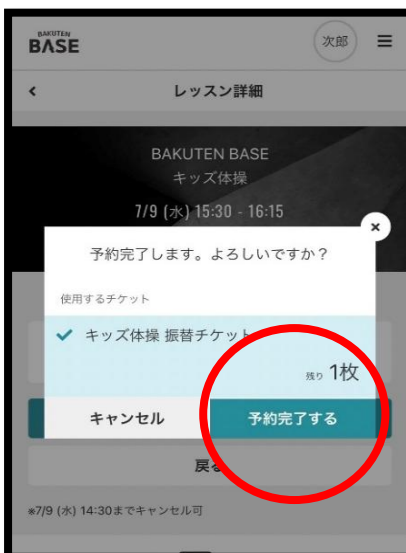 BAKUTEN
BASE
次郎
レッスン詳細
BAKUTEN BASE
キッズ体操
7/9 (水) 15:30 - 16:15
予約完了します。よろしいですか?
使用するチケット
キッズ体操 振替チケット
残り 1枚
キャンセル
予約完了する
戻る
*7/9 (水) 14:30までキャンセル可